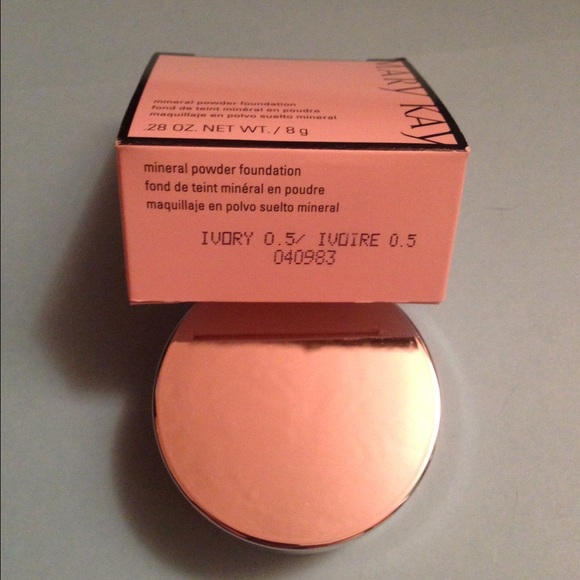 MARY KAY
mineral powder foundation
fond de teint minéral en poudre
maquillaje en polvo suelto mineral
.28 OZ. NET WT. / 8 g
mineral powder foundation
fond de teint minéral en poudre
maquillaje en polvo suelto mineral
IVORY 0.5/ IVOIRE 0.5
040983